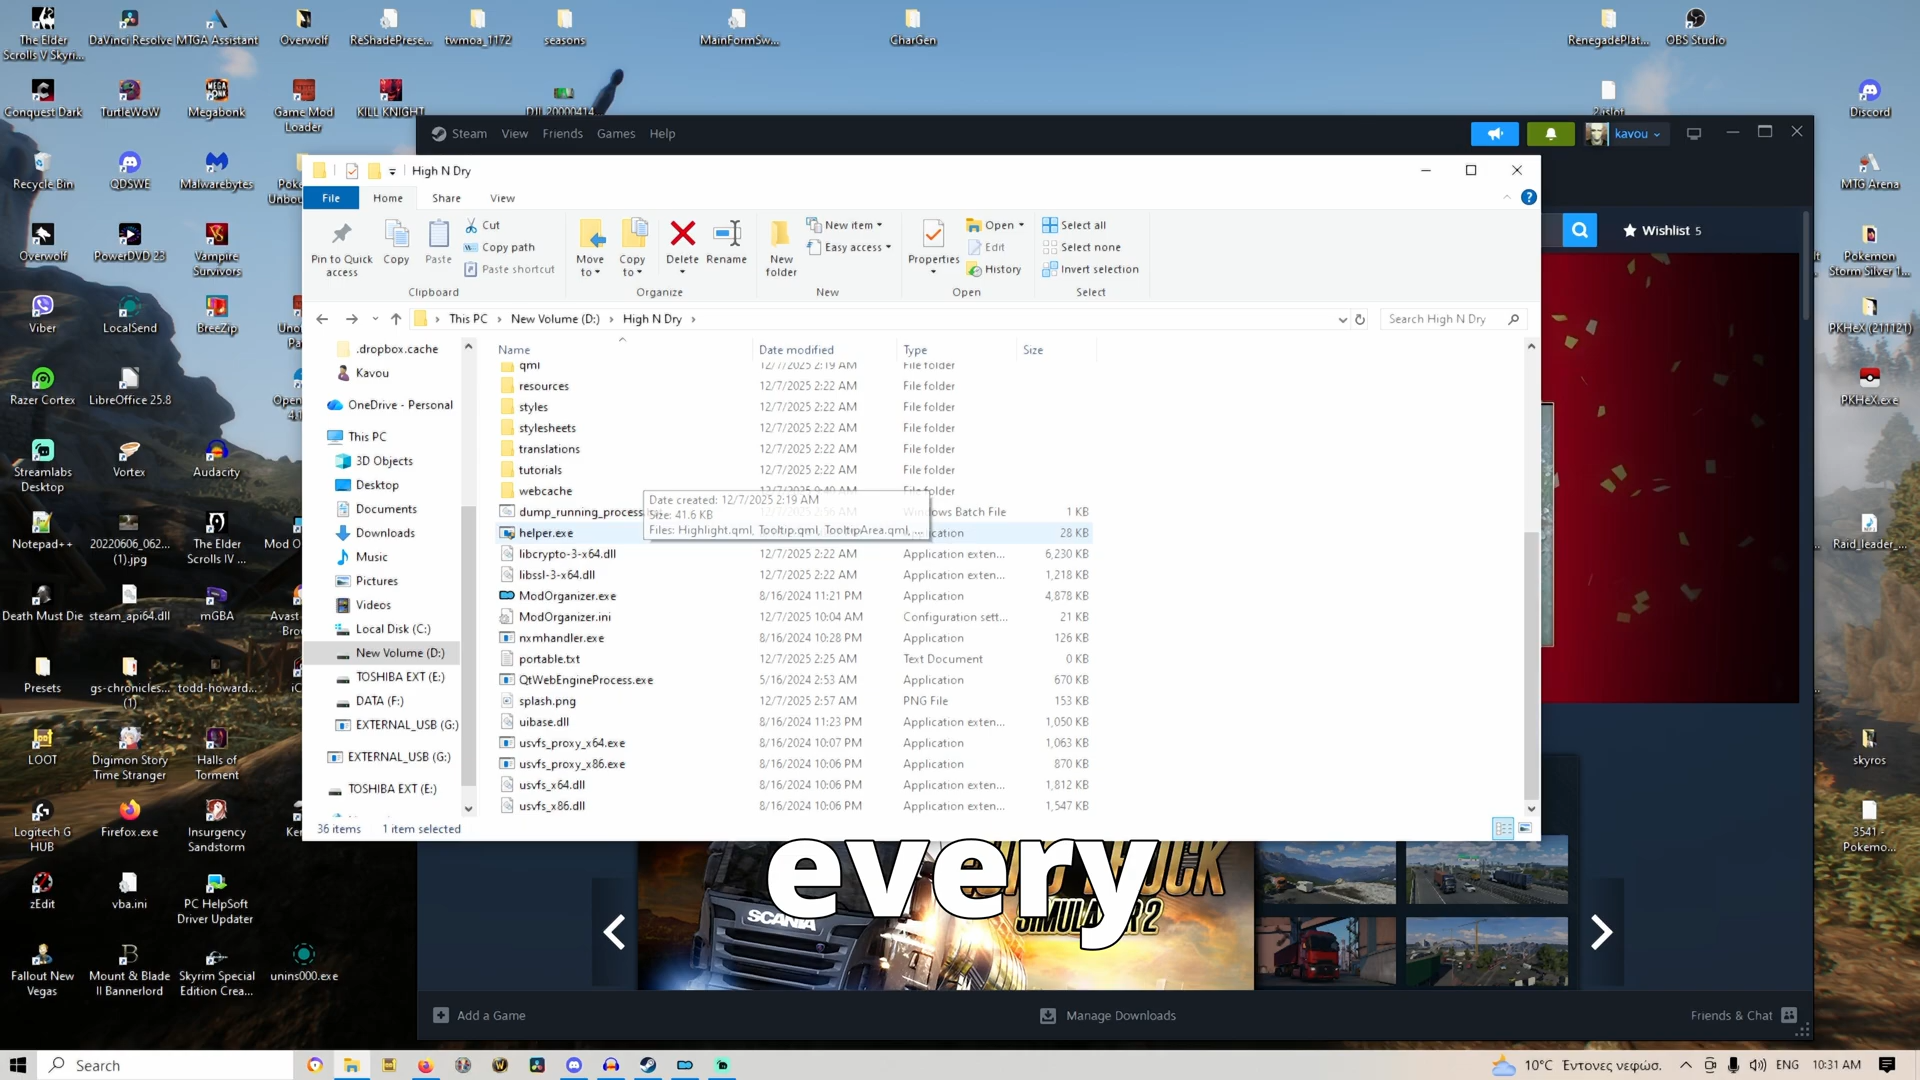 The Elder
Scrolls V Skyri...
DaVinci Resolve
MTGA Assistant
Overwolf
ReShadePrese...
twmoa_1172
seasons
MainFormSw...
CharGen
RenegadePlat...
OBS Studio
Conquest Dark
TurtleWoW
Megabonk
Game Mod
Loader
KILL KNIGHT
Discord
Steam View Friends Games Help
kavou
Recycle Bin
QDSWE
Malwarebytes
MTG Arena
High N Dry
File Home Share View
Pin to Quick
access
Copy
Paste
Cut
Copy path
Paste shortcut
Clipboard
Move
to
Copy
to
Delete
Rename
Organize
New
folder
New item
Easy access
New
Properties
Open
Edit
History
Open
Select all
Select none
Invert selection
Select
Wishlist 5
Overwolf
PowerDVD 23
Vampire
Survivors
Pokemon
Storm Silver 1...
This PC > New Volume (D:) > High N Dry >
Search High N Dry
Viber
LocalSend
BreeZip
PKHeX (211121)
Name Date modified Type Size
.dropbox.cache
Kavou
OneDrive - Personal
This PC
3D Objects
Desktop
Documents
Downloads
Music
Pictures
Videos
Local Disk (C:)
New Volume (D:)
TOSHIBA EXT (E:)
DATA (F:)
EXTERNAL_USB (G:)
EXTERNAL_USB (G:)
TOSHIBA EXT (E:)
qml 12/7/2025 2:19 AM File folder
resources 12/7/2025 2:22 AM File folder
styles 12/7/2025 2:22 AM File folder
stylesheets 12/7/2025 2:22 AM File folder
translations 12/7/2025 2:22 AM File folder
tutorials 12/7/2025 2:22 AM File folder
webcache
dump_running_process Windows Batch File 1 KB
Date created: 12/7/2025 2:19 AM
Size: 41.6 KB
Files: Highlight.qml, Tooltip.qml, TooltipArea.qml, ...
helper.exe 28 KB
libcrypto-3-x64.dll 12/7/2025 2:22 AM Application exten... 6,230 KB
libssl-3-x64.dll 12/7/2025 2:22 AM Application exten... 1,218 KB
ModOrganizer.exe 8/16/2024 11:21 PM Application 4,878 KB
ModOrganizer.ini 12/7/2025 10:04 AM Configuration sett... 21 KB
nxmhandler.exe 8/16/2024 10:28 PM Application 126 KB
portable.txt 12/7/2025 2:25 AM Text Document 0 KB
QtWebEngineProcess.exe 5/16/2024 2:53 AM Application 670 KB
splash.png 12/7/2025 2:57 AM PNG File 153 KB
uibase.dll 8/16/2024 11:23 PM Application exten... 1,050 KB
usvfs_proxy_x64.exe 8/16/2024 10:07 PM Application 1,063 KB
usvfs_proxy_x86.exe 8/16/2024 10:06 PM Application 870 KB
usvfs_x64.dll 8/16/2024 10:06 PM Application exten... 1,812 KB
usvfs_x86.dll 8/16/2024 10:06 PM Application exten... 1,547 KB
36 items 1 item selected
Razer Cortex
LibreOffice 25.8
PKHeX.exe
Streamlabs
Desktop
Vortex
Audacity
Notepad++
20220606_062...
(1).jpg
The Elder
Scrolls IV ...
Raid_leader_...
Death Must Die
steam_api64.dll
mGBA
Presets
gs-chronicles...
(1)
todd-howard...
LOOT
Digimon Story
Time Stranger
Halls of
Torment
skyros
Logitech G
HUB
Firefox.exe
Insurgency
Sandstorm
3541 -
Pokemo...
every
SCANIA
zEdit
vba.ini
PC HelpSoft
Driver Updater
Fallout New
Vegas
Mount & Blade
II Bannerlord
Skyrim Special
Edition Crea...
unins000.exe
Add a Game
Manage Downloads
Friends & Chat
Search
10°C Έντονες νεφώσ.
ENG
10:31 AM